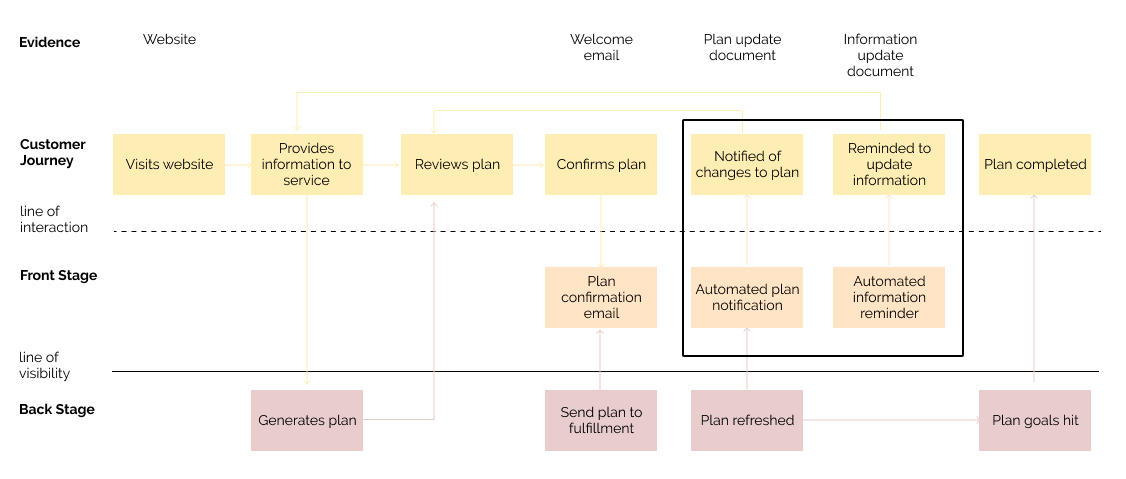 Evidence
Website
Welcome
email
Plan update
document
Information
update
document
Customer
Journey
Visits website
Provides
information to
service
Reviews plan
Confirms plan
Notified of
changes to plan
Reminded to
update
information
Plan completed
line of
interaction
Front Stage
Plan
confirmation
email
Automated plan
notification
Automated
information
reminder
line of
visibility
Back Stage
Generates plan
Send plan to
fulfillment
Plan refreshed
Plan goals hit